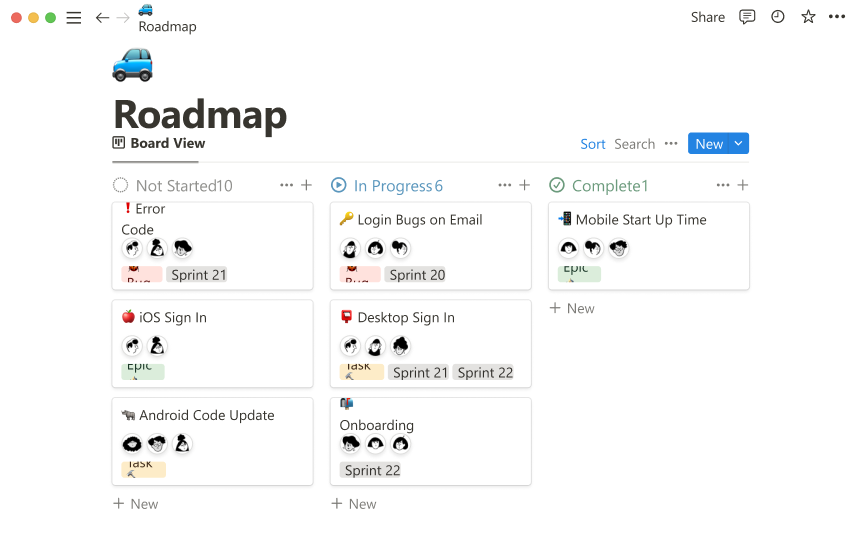 Roadmap
Share
Roadmap
Board View
Sort Search New
Not Started 10
Error
Code
Bug Sprint 21
iOS Sign In
Epic
Android Code Update
Task
+ New
In Progress 6
Login Bugs on Email
Bug Sprint 20
Desktop Sign In
Task Sprint 21 Sprint 22
Onboarding
Sprint 22
+ New
Complete 1
Mobile Start Up Time
Epic
+ New